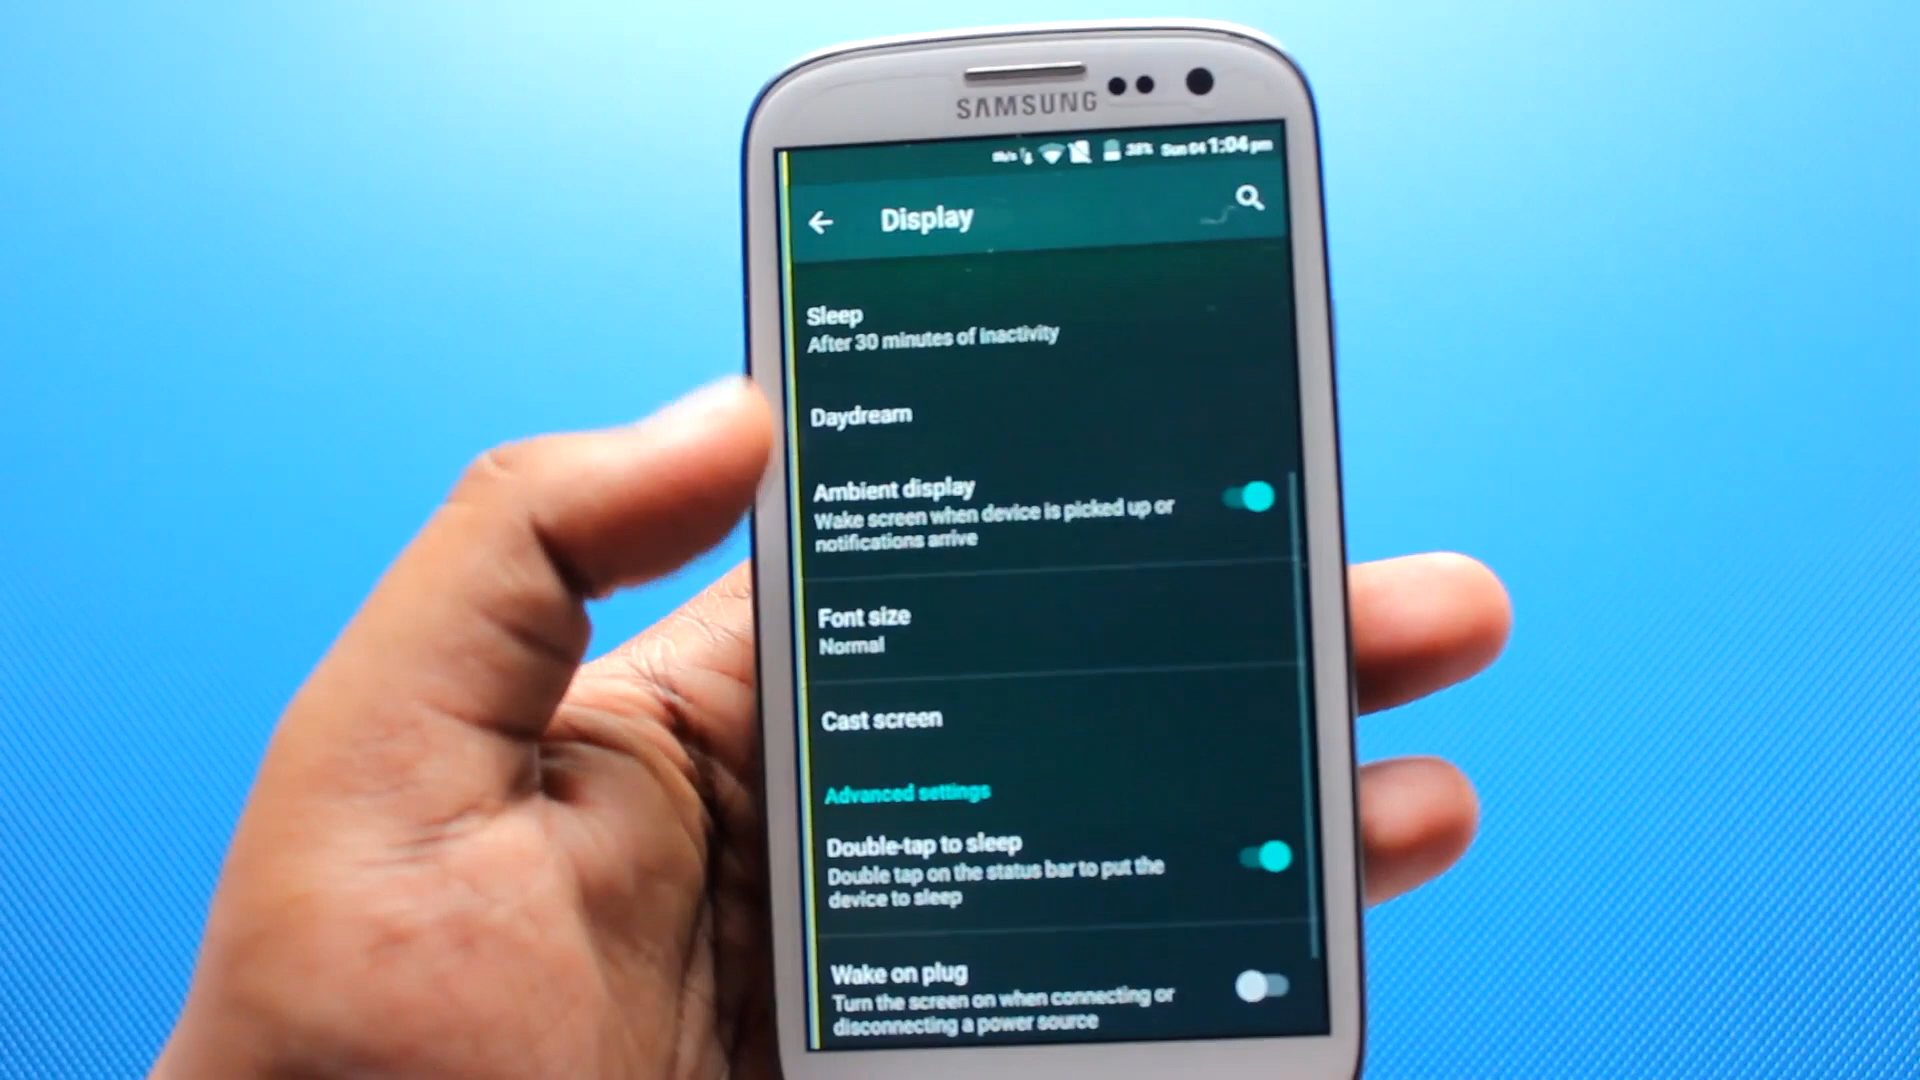 SAMSUNG
38% Sun 04 1:04 pm
Display
Sleep
After 30 minutes of inactivity
Daydream
Ambient display
Wake screen when device is picked up or
notifications arrive
Font size
Normal
Cast screen
Advanced settings
Double-tap to sleep
Double tap on the status bar to put the
device to sleep
Wake on plug
Turn the screen on when connecting or
disconnecting a power source